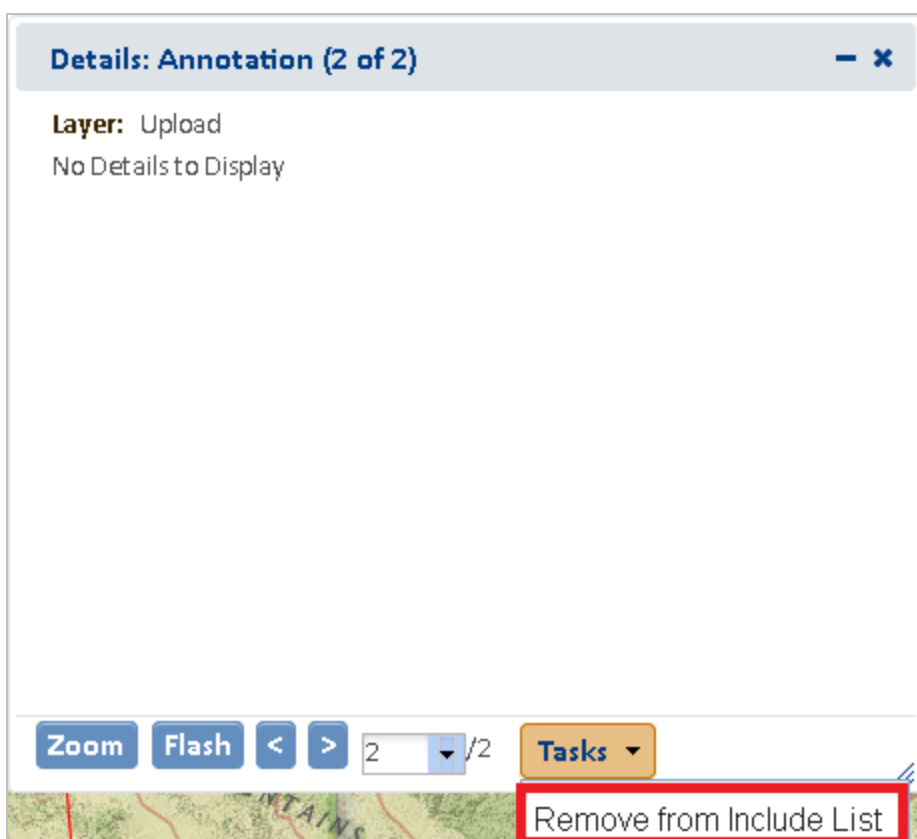 Details: Annotation (2 of 2)
Layer: Upload
No Details to Display
Zoom Flash < > 2 /2 Tasks
Remove from Include List